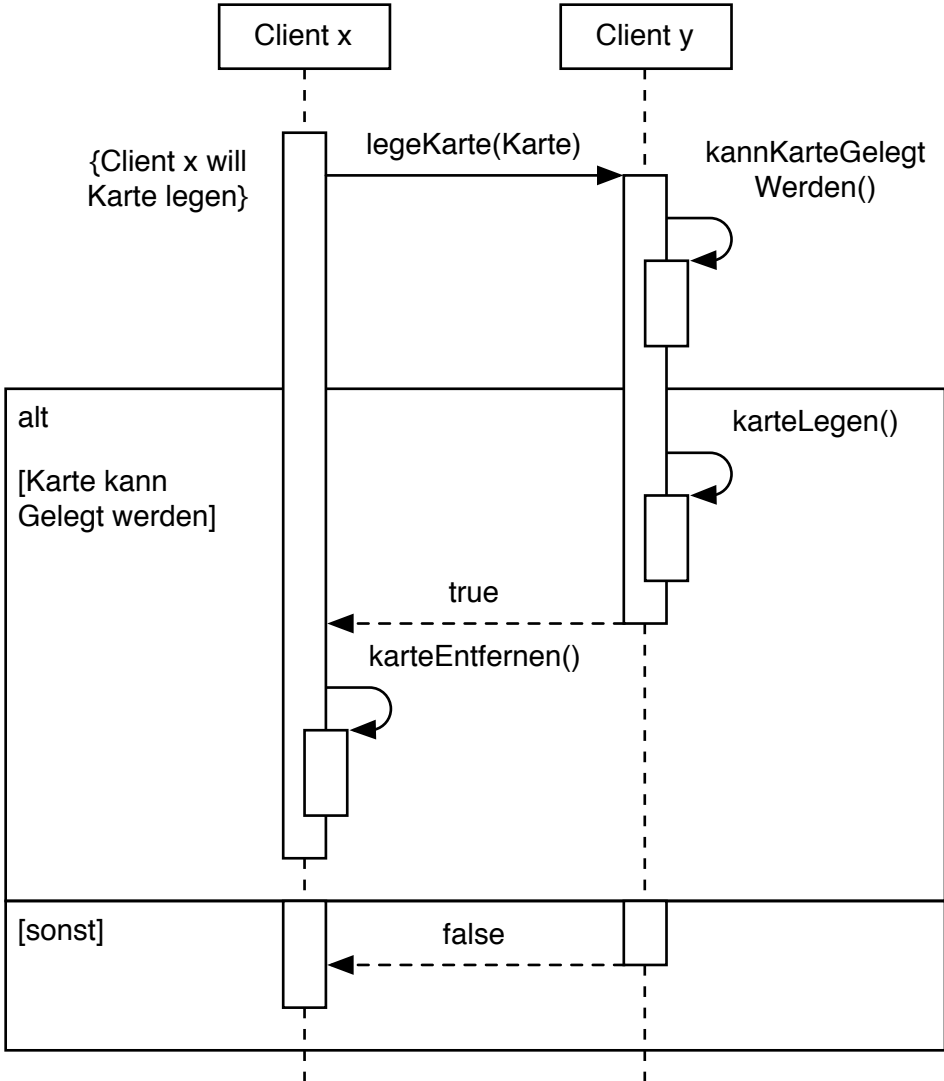 Client x
Client y
legeKarte(Karte)
{Client x will
Karte legen}
kannKarteGelegt
Werden()
alt
karteLegen()
[Karte kann
Gelegt werden]
true
karteEntfernen()
[sonst]
false